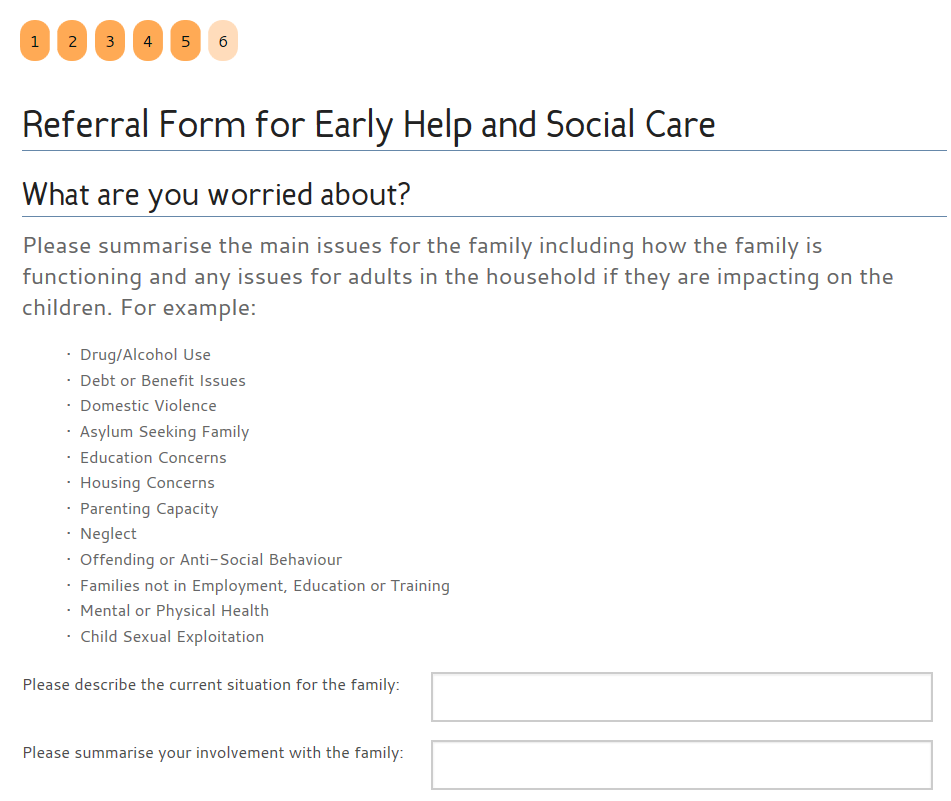 1 2 3 4 5 6
Referral Form for Early Help and Social Care
What are you worried about?
Please summarise the main issues for the family including how the family is
functioning and any issues for adults in the household if they are impacting on the
children. For example:
· Drug/Alcohol Use
· Debt or Benefit Issues
· Domestic Violence
· Asylum Seeking Family
· Education Concerns
· Housing Concerns
· Parenting Capacity
· Neglect
· Offending or Anti-Social Behaviour
· Families not in Employment, Education or Training
· Mental or Physical Health
· Child Sexual Exploitation
Please describe the current situation for the family:
Please summarise your involvement with the family: